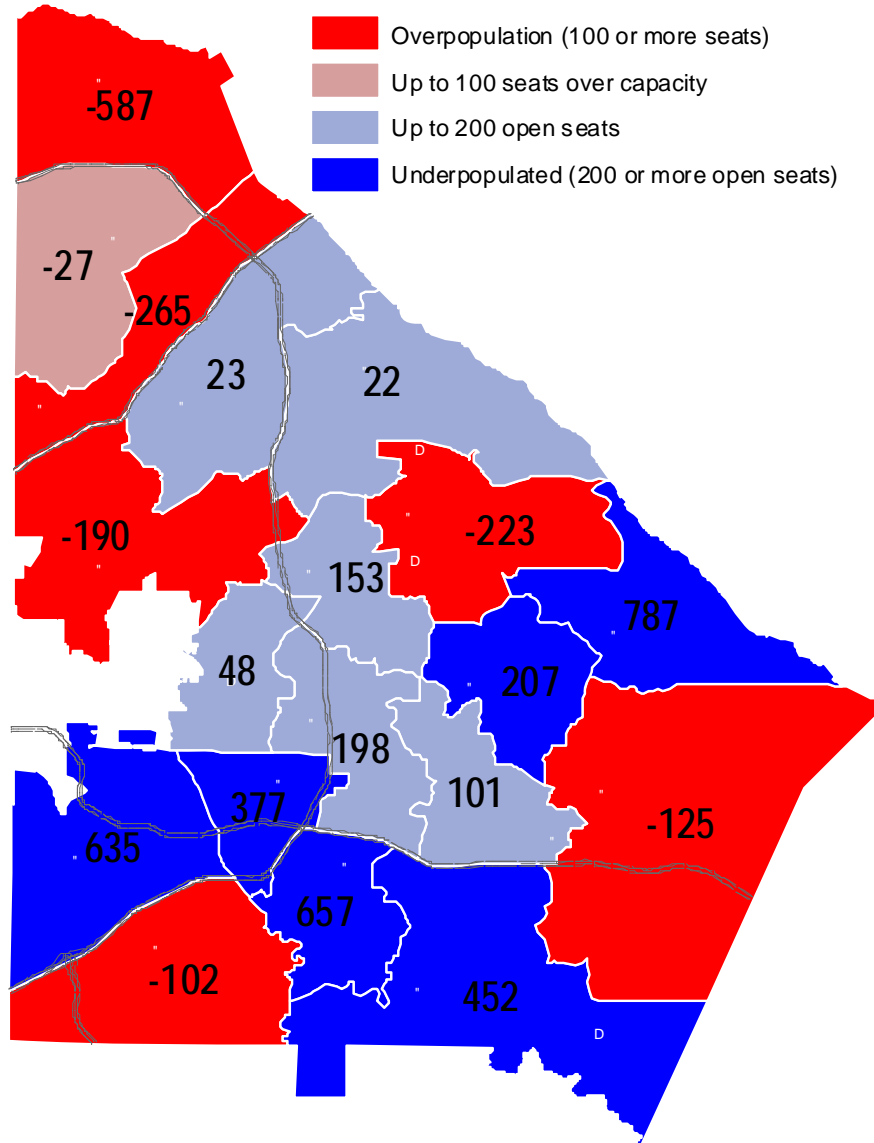 Overpopulation (100 or more seats)
Up to 100 seats over capacity
Up to 200 open seats
Underpopulated (200 or more open seats)
-587
-27
-265
23
22
D
-190
-223
153
D
787
48
207
198
377
101
-125
635
657
-102
452
D